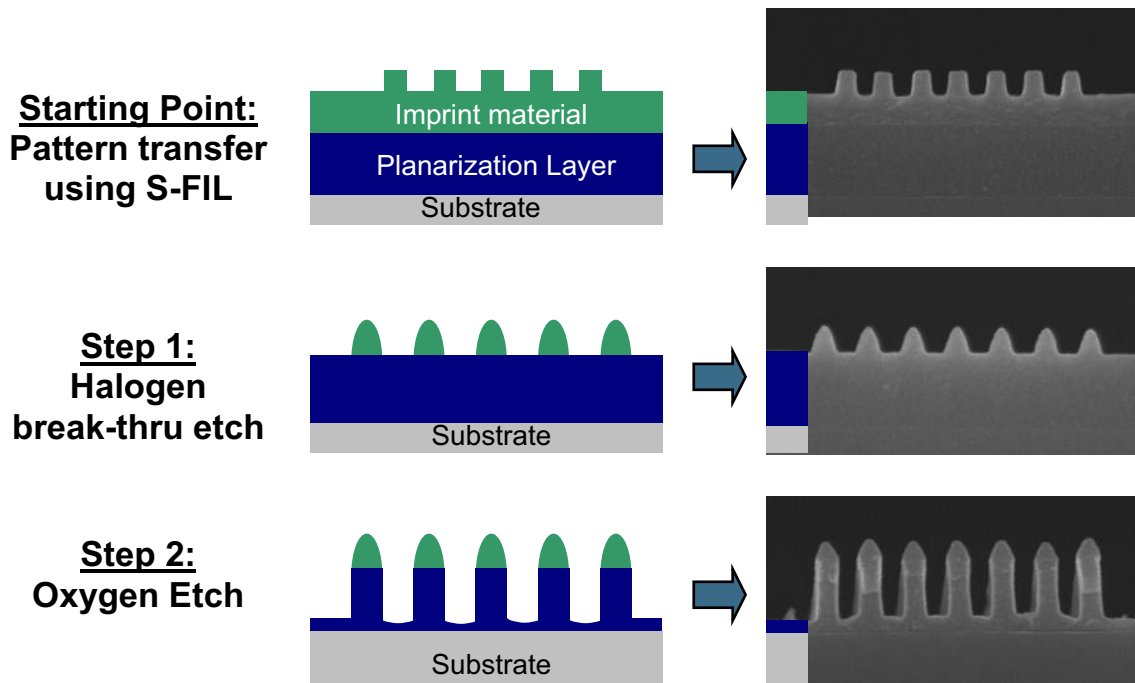 Starting Point:
Pattern transfer
using S-FIL
Imprint material
Planarization Layer
Substrate
Step 1:
Halogen
break-thru etch
Substrate
Step 2:
Oxygen Etch
Substrate